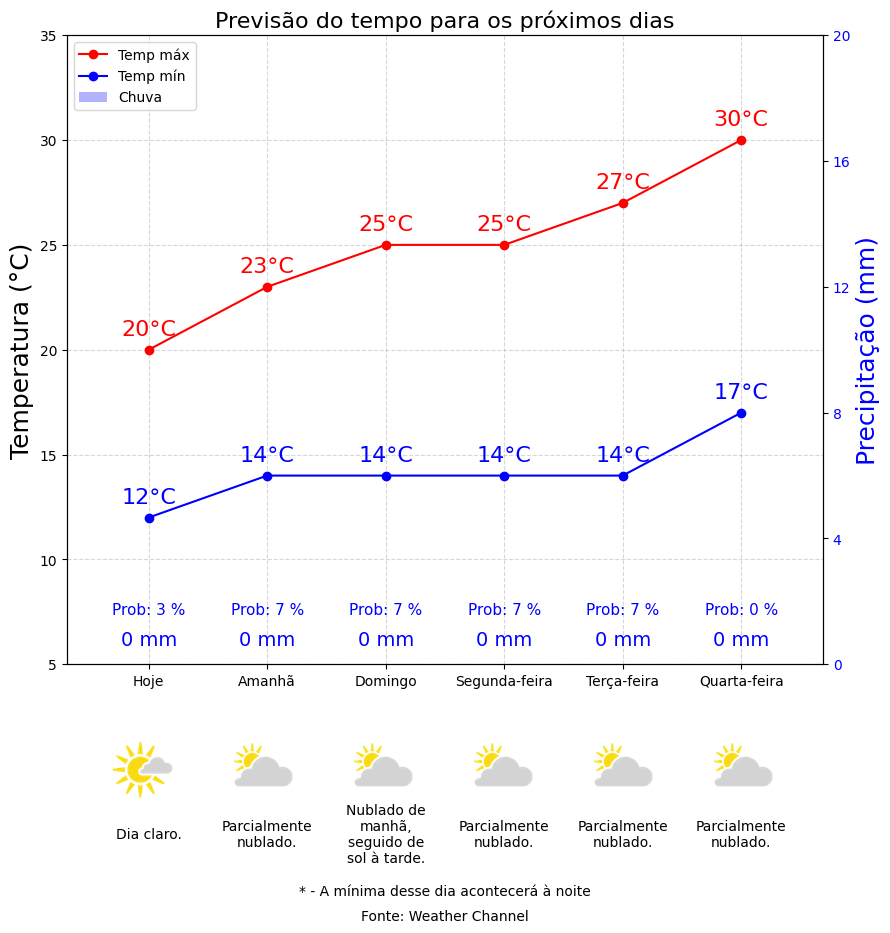 Previsão do tempo para os próximos dias
Temp máx
Temp mín
Chuva
Temperatura (°C)
35
30
25
20
15
10
5
Precipitação (mm)
20
16
12
8
4
0
20°C
23°C
25°C
25°C
27°C
30°C
12°C
14°C
14°C
14°C
14°C
17°C
Prob: 3 %
Prob: 7 %
Prob: 7 %
Prob: 7 %
Prob: 7 %
Prob: 0 %
0 mm
0 mm
0 mm
0 mm
0 mm
0 mm
Hoje
Amanhã
Domingo
Segunda-feira
Terça-feira
Quarta-feira
Dia claro.
Parcialmente
nublado.
Nublado de
manhã,
seguido de
sol à tarde.
Parcialmente
nublado.
Parcialmente
nublado.
Parcialmente
nublado.
* - A mínima desse dia acontecerá à noite
Fonte: Weather Channel